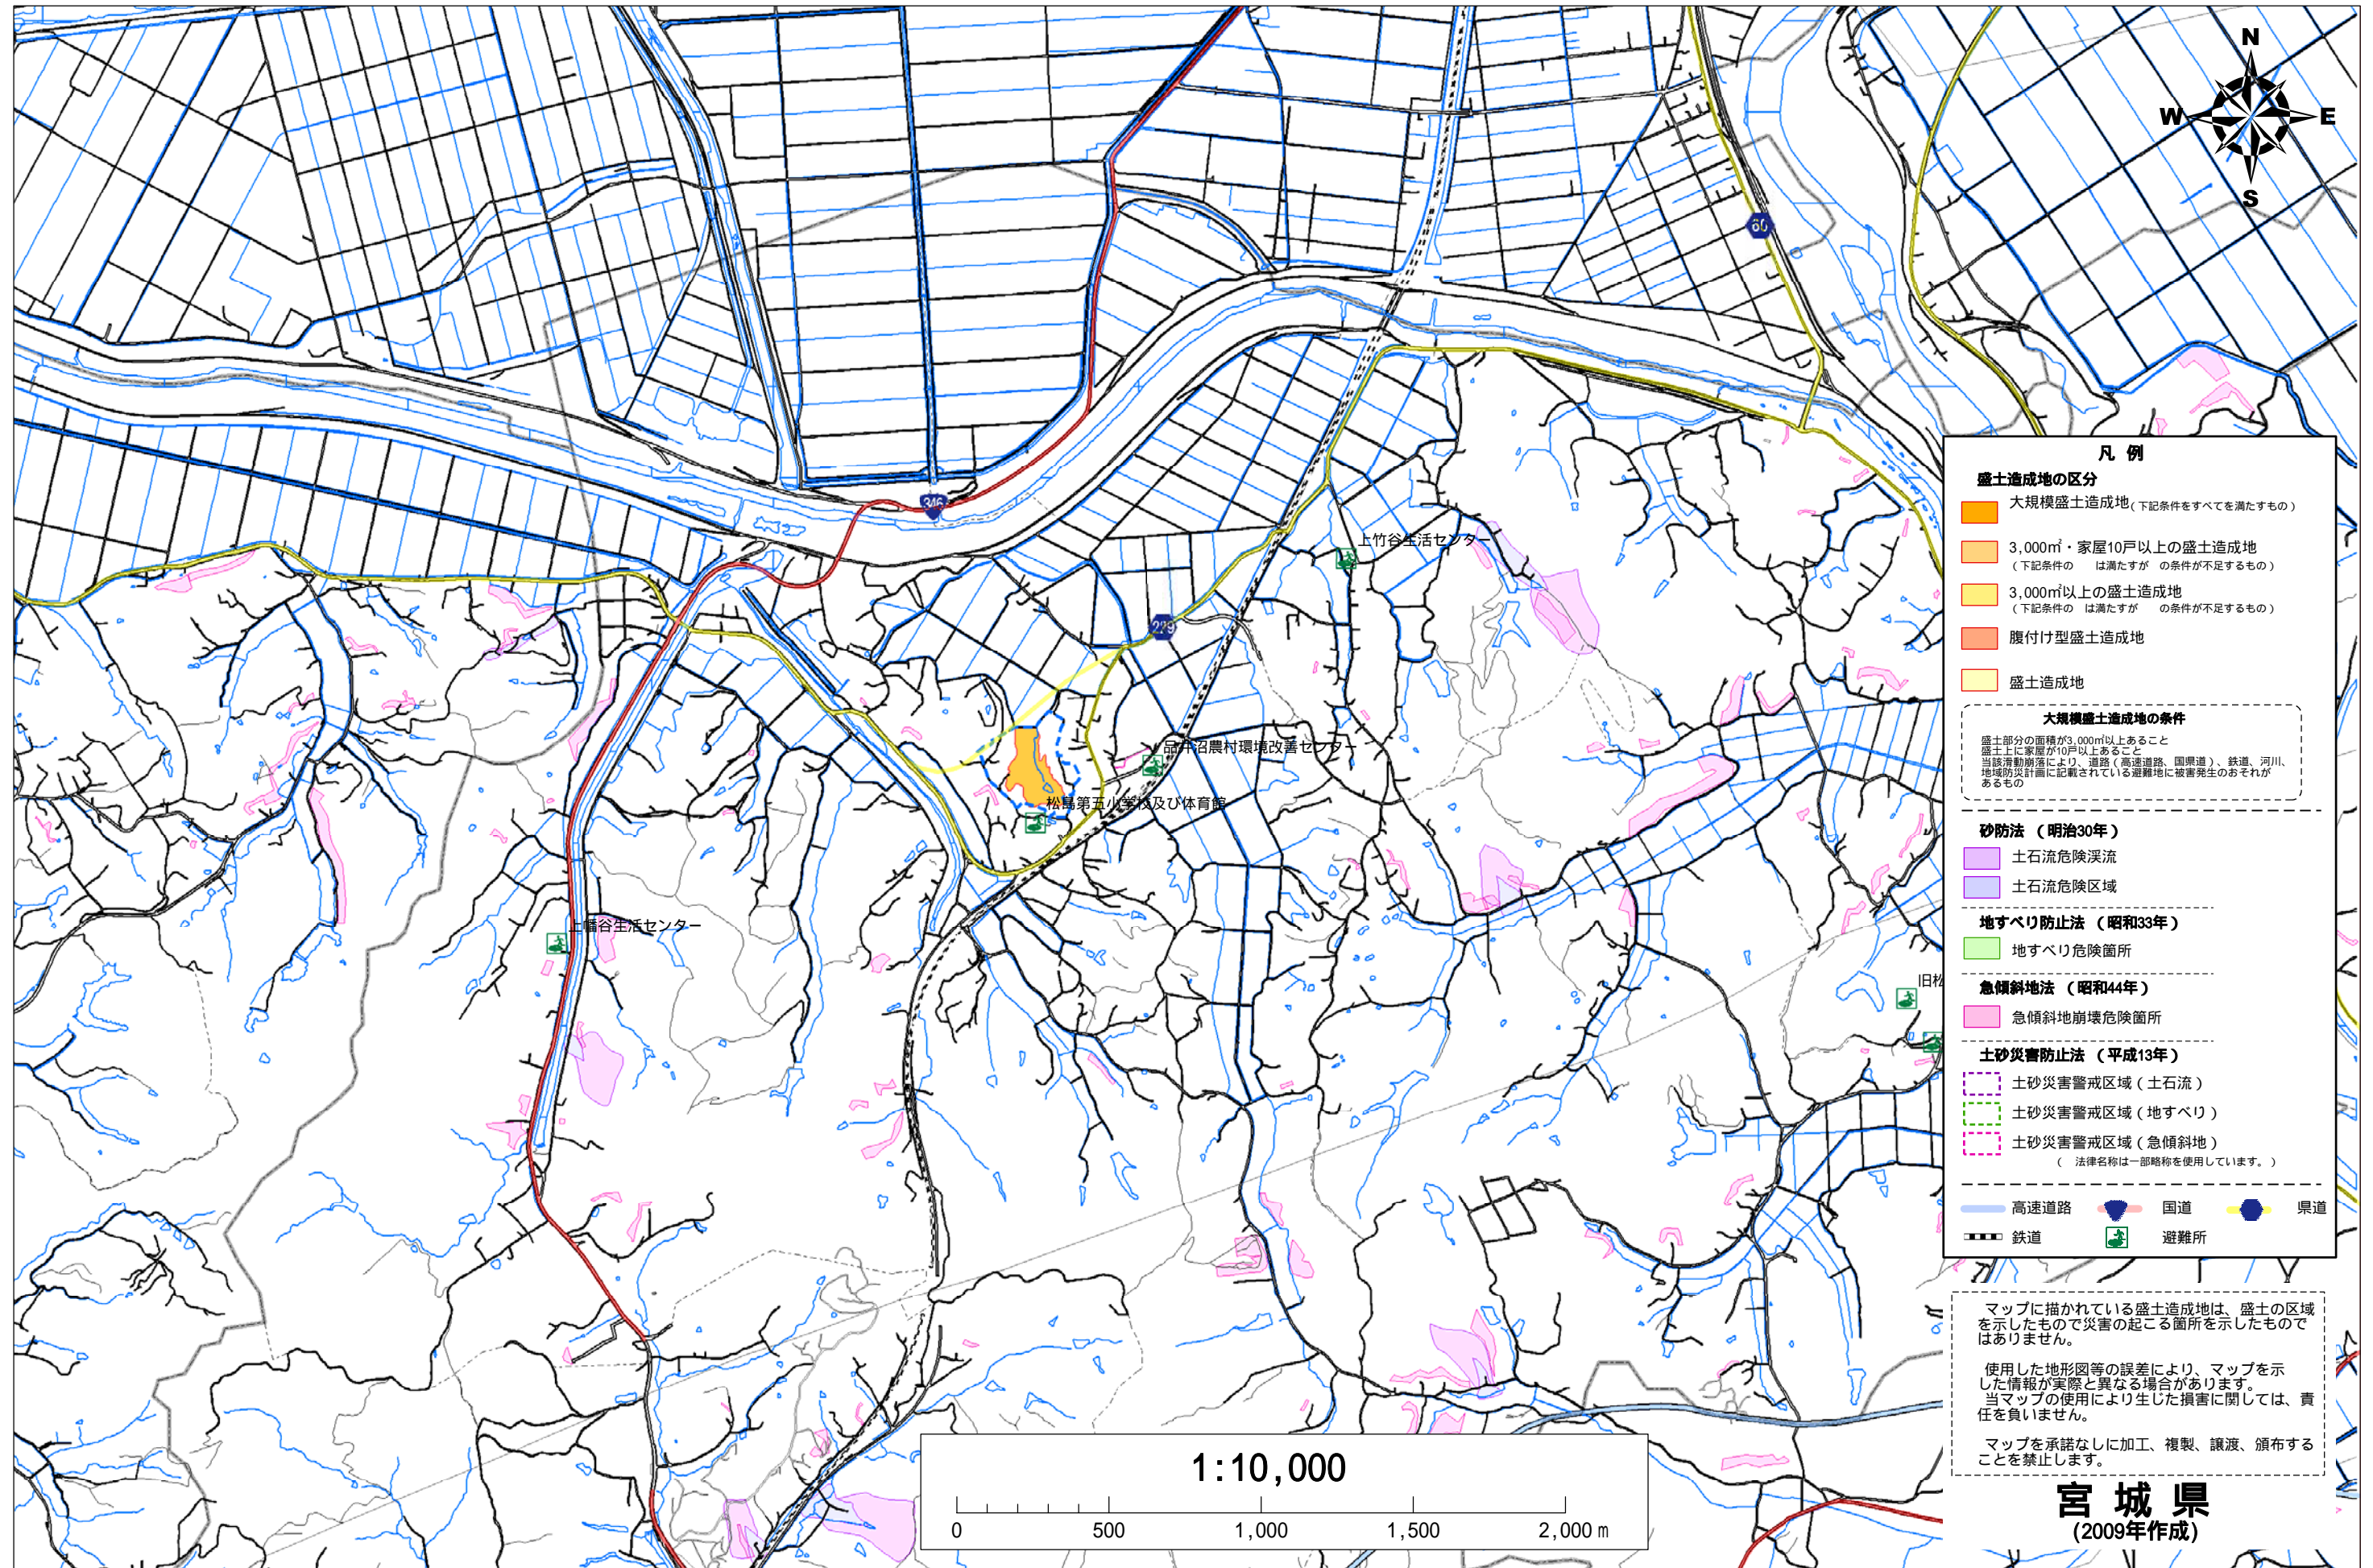 N
W
E
S
60
346
上竹谷生活センター
279
品井沼農村環境改善センター
松島第五小学校及び体育館
上幡谷生活センター
旧松
凡 例
盛土造成地の区分
大規模盛土造成地(下記条件をすべてを満たすもの)
3,000㎡・家屋10戸以上の盛土造成地
(下記条件の は満たすが の条件が不足するもの)
3,000㎡以上の盛土造成地
(下記条件の は満たすが の条件が不足するもの)
腹付け型盛土造成地
盛土造成地
大規模盛土造成地の条件
盛土部分の面積が3,000㎡以上あること
盛土上に家屋が10戸以上あること
当該滑動崩落により、道路(高速道路、国県道)、鉄道、河川、
地域防災計画に記載されている避難地に被害発生のおそれが
あるもの
砂防法 (明治30年)
土石流危険渓流
土石流危険区域
地すべり防止法 (昭和33年)
地すべり危険箇所
急傾斜地法 (昭和44年)
急傾斜地崩壊危険箇所
土砂災害防止法 (平成13年)
土砂災害警戒区域(土石流)
土砂災害警戒区域(地すべり)
土砂災害警戒区域(急傾斜地)
( 法律名称は一部略称を使用しています。)
高速道路 国道 県道
鉄道 避難所
マップに描かれている盛土造成地は、盛土の区域
を示したもので災害の起こる箇所を示したもので
はありません。
使用した地形図等の誤差により、マップを示
した情報が実際と異なる場合があります。
当マップの使用により生じた損害に関しては、責
任を負いません。
マップを承諾なしに加工、複製、譲渡、頒布する
ことを禁止します。
宮 城 県
(2009年作成)
1:10,000
0 500 1,000 1,500 2,000 m